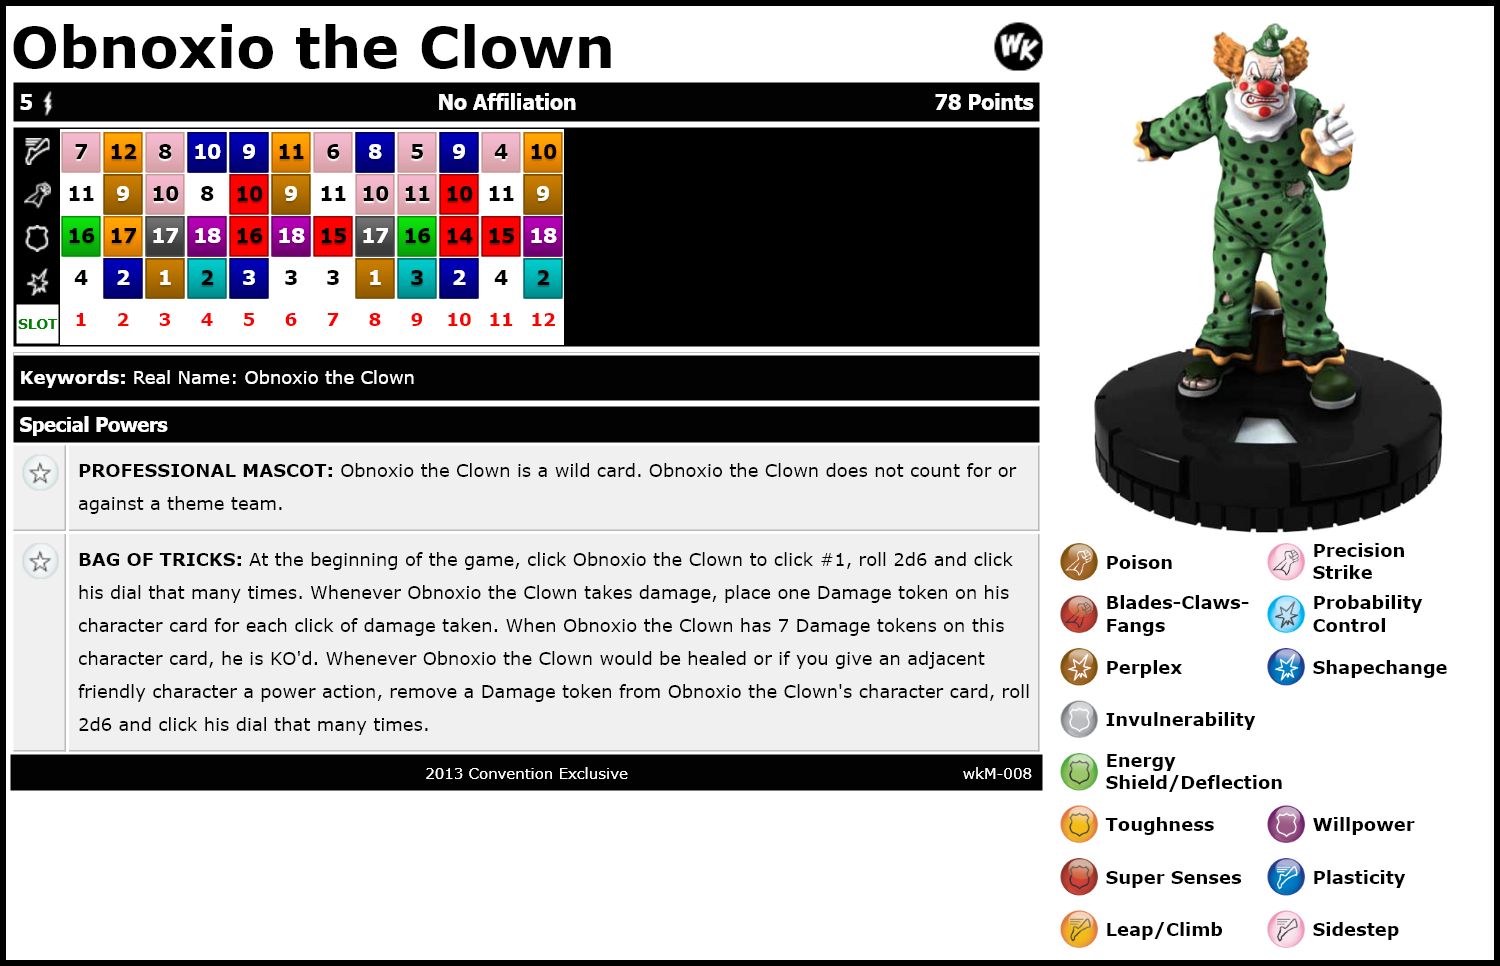 Obnoxio the Clown
WK
5 No Affiliation 78 Points
7 12 8 10 9 11 6 8 5 9 4 10
11 9 10 8 10 9 11 10 11 10 11 9
16 17 17 18 16 18 15 17 16 14 15 18
4 2 1 2 3 3 3 1 3 2 4 2
SLOT 1 2 3 4 5 6 7 8 9 10 11 12
Keywords: Real Name: Obnoxio the Clown
Special Powers
PROFESSIONAL MASCOT: Obnoxio the Clown is a wild card. Obnoxio the Clown does not count for or
against a theme team.
BAG OF TRICKS: At the beginning of the game, click Obnoxio the Clown to click #1, roll 2d6 and click
his dial that many times. Whenever Obnoxio the Clown takes damage, place one Damage token on his
character card for each click of damage taken. When Obnoxio the Clown has 7 Damage tokens on this
character card, he is KO'd. Whenever Obnoxio the Clown would be healed or if you give an adjacent
friendly character a power action, remove a Damage token from Obnoxio the Clown's character card, roll
2d6 and click his dial that many times.
2013 Convention Exclusive wkM-008
Poison
Precision
Strike
Blades-Claws-
Fangs
Probability
Control
Perplex
Shapechange
Invulnerability
Energy
Shield/Deflection
Toughness
Willpower
Super Senses
Plasticity
Leap/Climb
Sidestep